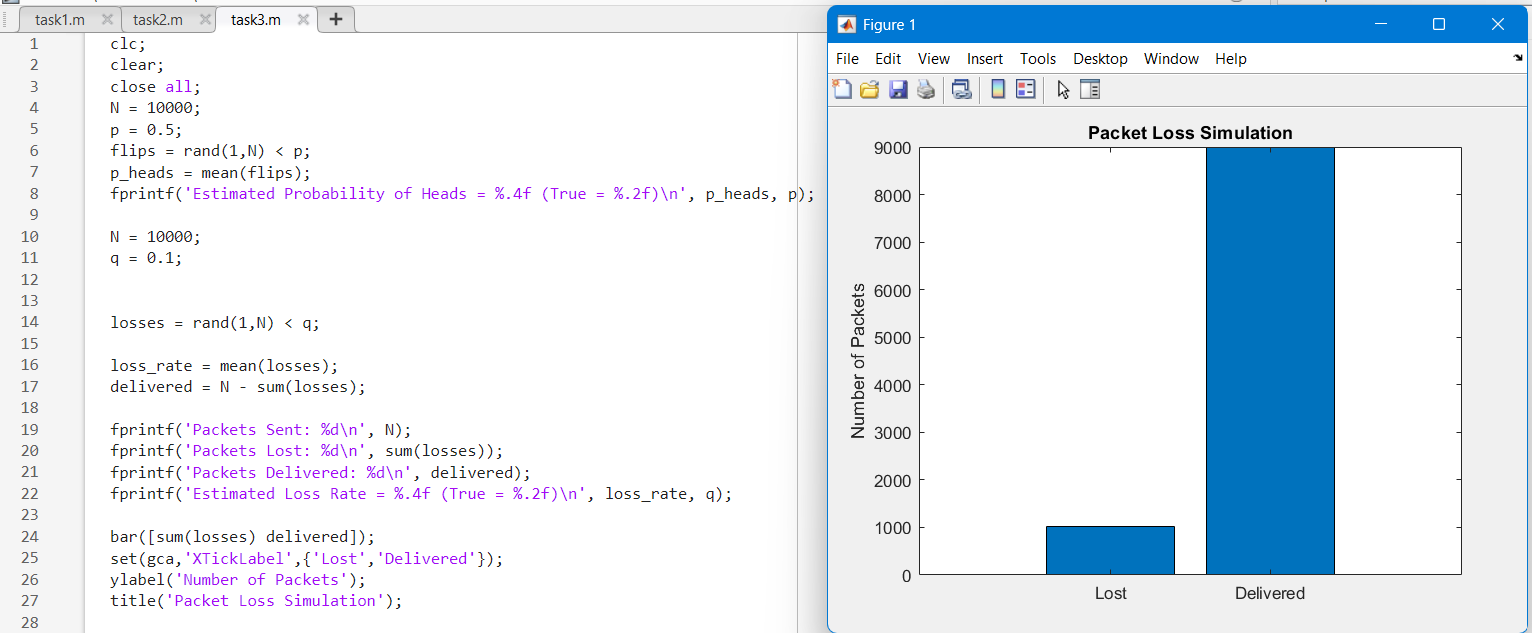 task1.m task2.m task3.m +
1 clc;
2 clear;
3 close all;
4 N = 10000;
5 p = 0.5;
6 flips = rand(1,N) < p;
7 p_heads = mean(flips);
8 fprintf('Estimated Probability of Heads = %.4f (True = %.2f)\n', p_heads, p);
9
10 N = 10000;
11 q = 0.1;
12
13
14 losses = rand(1,N) < q;
15
16 loss_rate = mean(losses);
17 delivered = N - sum(losses);
18
19 fprintf('Packets Sent: %d\n', N);
20 fprintf('Packets Lost: %d\n', sum(losses));
21 fprintf('Packets Delivered: %d\n', delivered);
22 fprintf('Estimated Loss Rate = %.4f (True = %.2f)\n', loss_rate, q);
23
24 bar([sum(losses) delivered]);
25 set(gca,'XTickLabel',{'Lost','Delivered'});
26 ylabel('Number of Packets');
27 title('Packet Loss Simulation');
28
Figure 1
File Edit View Insert Tools Desktop Window Help
Packet Loss Simulation
9000
8000
7000
6000
5000
4000
3000
2000
1000
0
Number of Packets
Lost Delivered